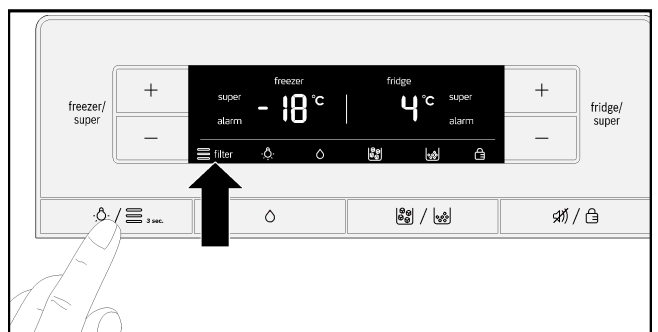 freezer/
super
+
−
freezer
super
alarm
- 18 °C
fridge
4 °C
super
alarm
filter
+
−
fridge/
super
/ 3 sec.
/
/